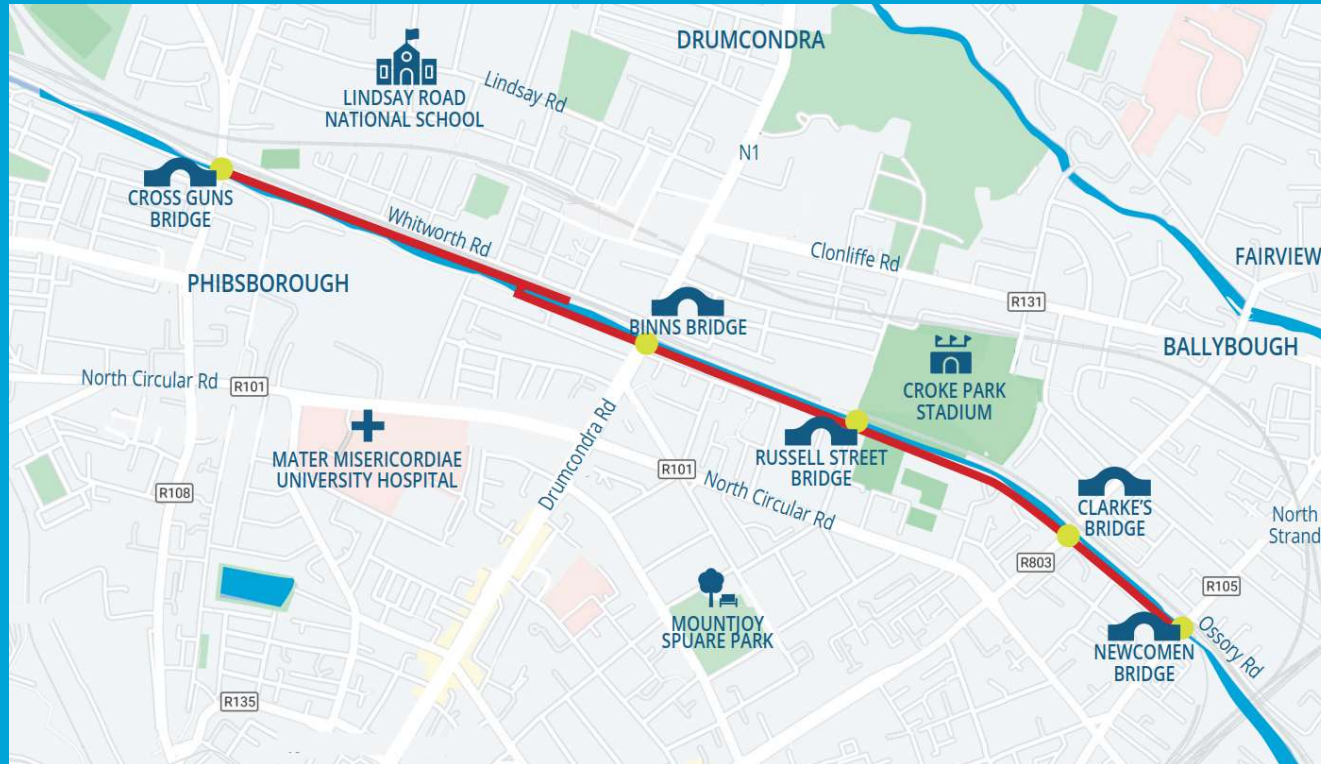 DRUMCONDRA
LINDSAY ROAD
NATIONAL SCHOOL
Lindsay Rd
N1
CROSS GUNS
BRIDGE
Whitworth Rd
Clonliffe Rd
FAIRVIEW
PHIBSBOROUGH
R131
BINNS BRIDGE
BALLYBOUGH
North Circular Rd
R101
CROKE PARK
STADIUM
MATER MISERICORDIAE
UNIVERSITY HOSPITAL
Drumcondra Rd
R101
North Circular Rd
RUSSELL STREET
BRIDGE
R108
CLARKE'S
BRIDGE
North
Strand
R803
R105
MOUNTJOY
SPUARE PARK
NEWCOMEN
BRIDGE
Ossory Rd
R135